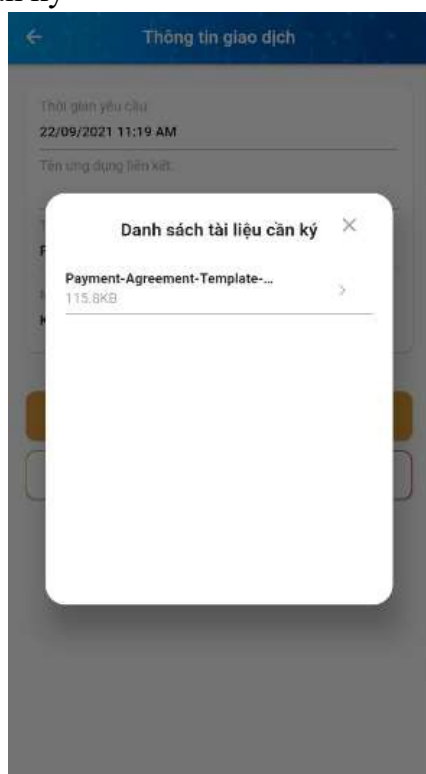 Thông tin giao dịch
Thời gian yêu cầu:
22/09/2021 11:19 AM
Tên ứng dụng liên kết:
Danh sách tài liệu cần ký
Payment-Agreement-Template-...
115.8KB